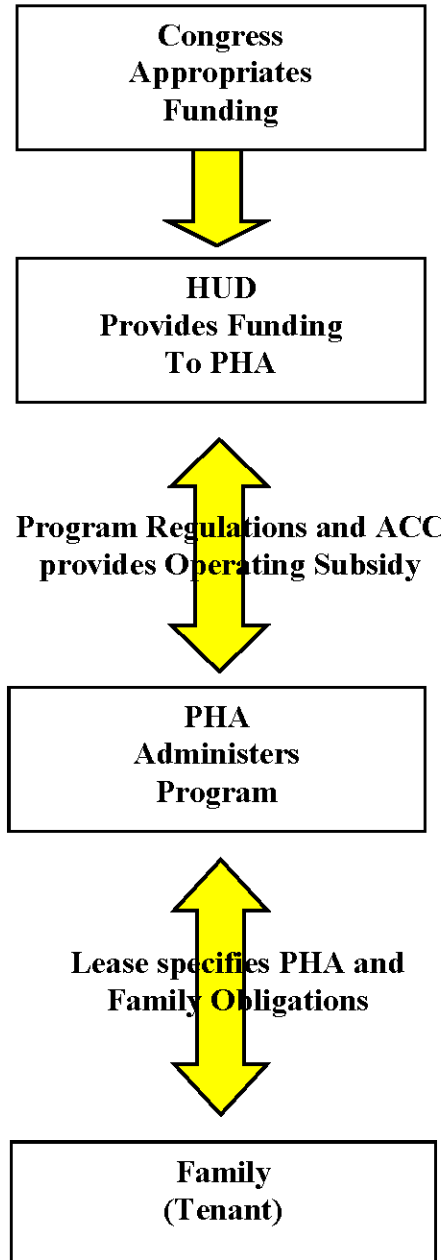 Congress
Appropriates
Funding
HUD
Provides Funding
To PHA
Program Regulations and ACC
provides Operating Subsidy
PHA
Administers
Program
Lease specifies PHA and
Family Obligations
Family
(Tenant)